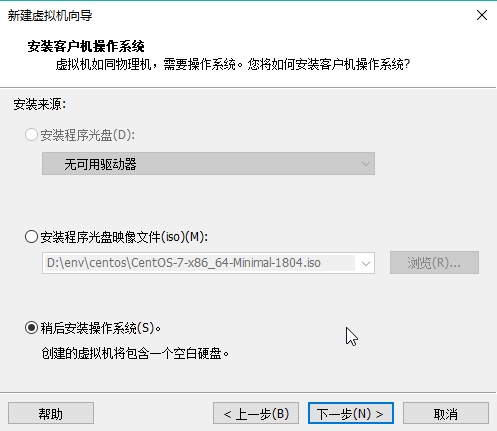 新建虚拟机向导
安装客户机操作系统
虚拟机如同物理机，需要操作系统。您将如何安装客户机操作系统?
安装来源:
安装程序光盘(D):
无可用驱动器
安装程序光盘映像文件(iso)(M):
D:\env\centos\CentOS-7-x86_64-Minimal-1804.iso
浏览(R)...
稍后安装操作系统(S)。
创建的虚拟机将包含一个空白硬盘。
帮助
< 上一步(B)
下一步(N) >
取消